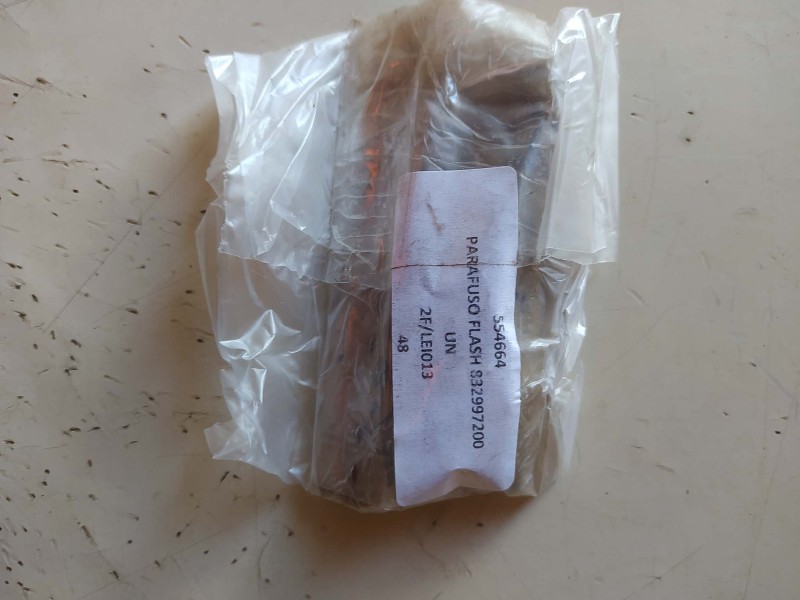 554664
PARAFUSO FLASH 832997200
UN
2F/LEI013
48